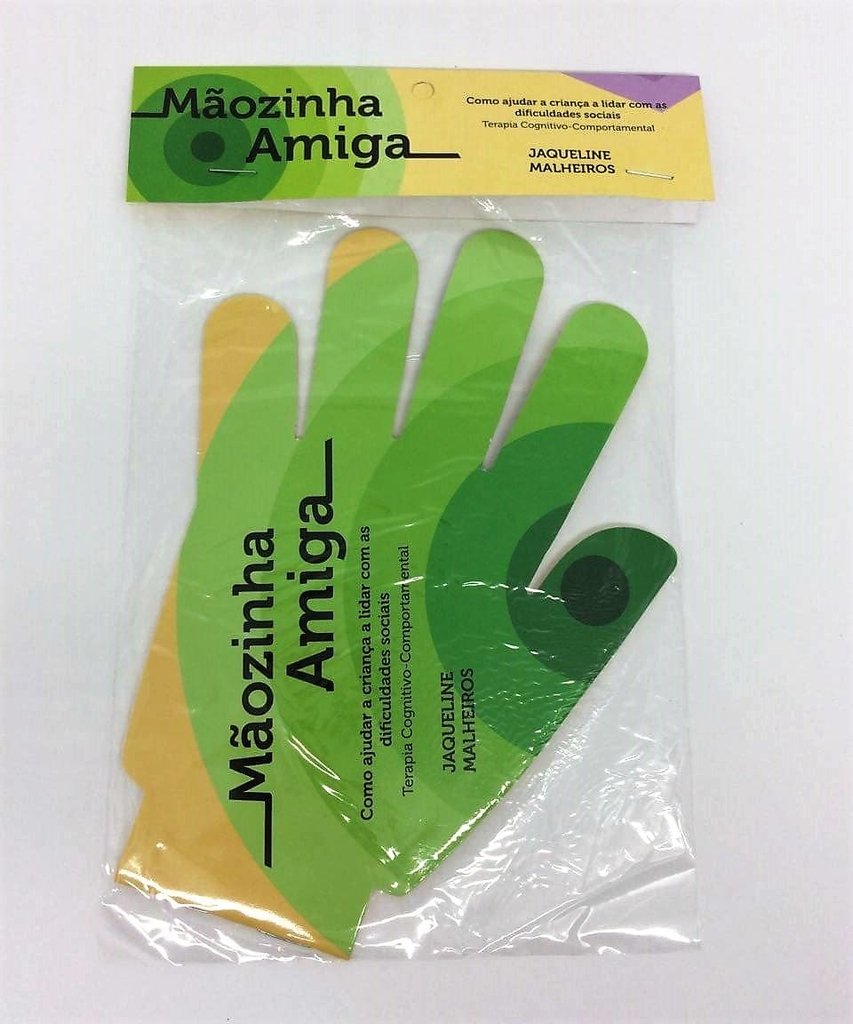 Mãozinha
Amiga
Como ajudar a criança a lidar com as
dificuldades sociais
Terapia Cognitivo-Comportamental
JAQUELINE
MALHEIROS
Mãozinha
Amiga
Como ajudar a criança a lidar com as
dificuldades sociais
Terapia Cognitivo-Comportamental
JAQUELINE
MALHEIROS